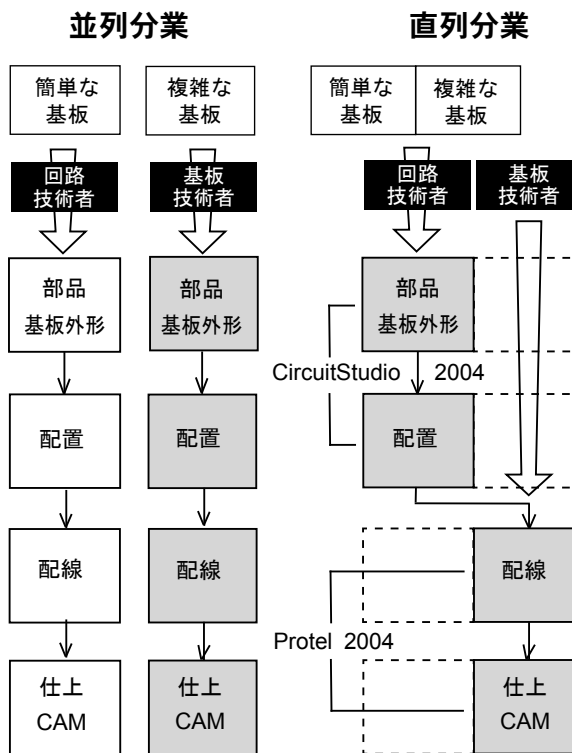 並列分業
簡単な
基板
複雑な
基板
回路
技術者
基板
技術者
部品
基板外形
部品
基板外形
配置
配置
配線
配線
仕上
CAM
仕上
CAM
直列分業
簡単な
基板
複雑な
基板
回路
技術者
基板
技術者
部品
基板外形
CircuitStudio 2004
配置
配線
Protel 2004
仕上
CAM